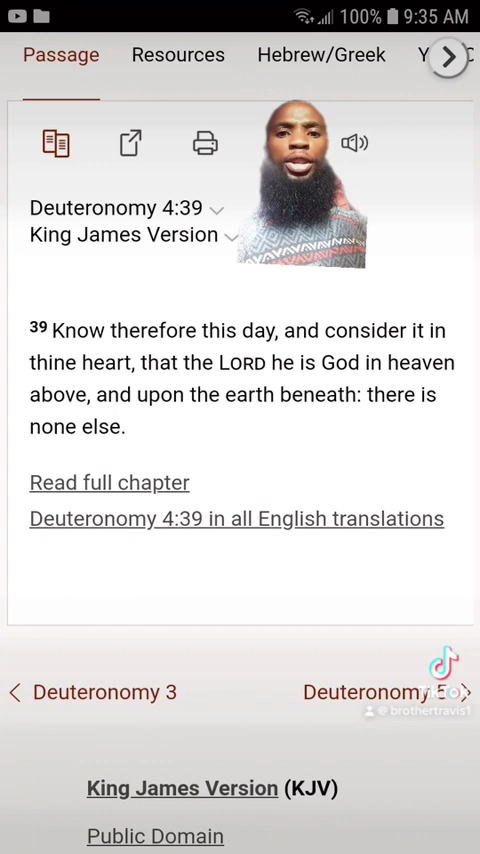 100% 9:35 AM
Passage Resources Hebrew/Greek
Deuteronomy 4:39
King James Version
39 Know therefore this day, and consider it in
thine heart, that the LORD he is God in heaven
above, and upon the earth beneath: there is
none else.
Read full chapter
Deuteronomy 4:39 in all English translations
TikTok
Deuteronomy 3 Deuteronomy 5
@brothertravis1
King James Version (KJV)
Public Domain